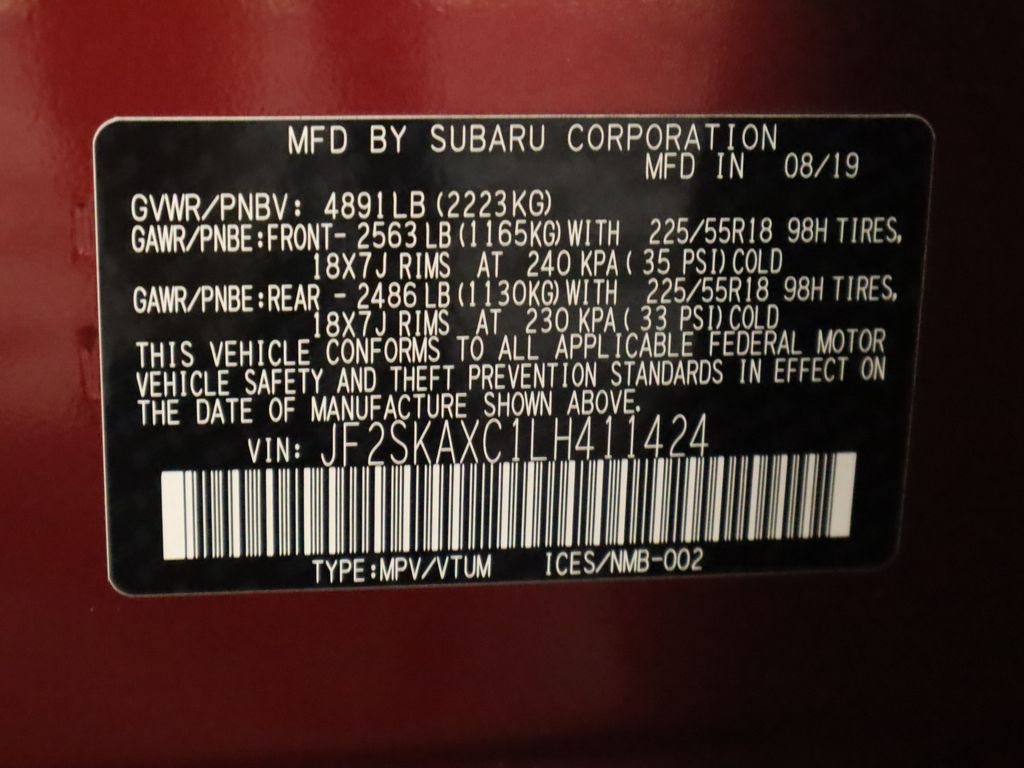 MFD BY SUBARU CORPORATION
MFD IN 08/19
GVWR/PNBV: 4891LB (2223KG)
GAWR/PNBE:FRONT- 2563LB (1165KG) WITH 225/55R18 98H TIRES,
18X7J RIMS AT 240 KPA ( 35 PSI) COLD
GAWR/PNBE:REAR - 2486LB (1130KG) WITH 225/55R18 98H TIRES,
18X7J RIMS AT 230 KPA ( 33 PSI) COLD
THIS VEHICLE CONFORMS TO ALL APPLICABLE FEDERAL MOTOR
VEHICLE SAFETY AND THEFT PREVENTION STANDARDS IN EFFECT ON
THE DATE OF MANUFACTURE SHOWN ABOVE.
VIN: JF2SKAXC1LH411424
TYPE:MPV/VTUM ICES/NMB-002